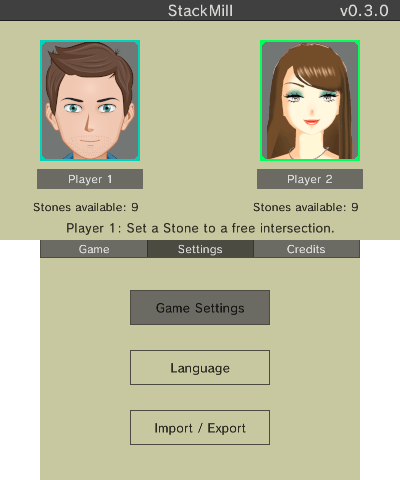 StackMill v0.3.0
Player 1 Player 2
Stones available: 9 Stones available: 9
Player 1: Set a Stone to a free intersection.
Game Settings Credits
Game Settings
Language
Import / Export